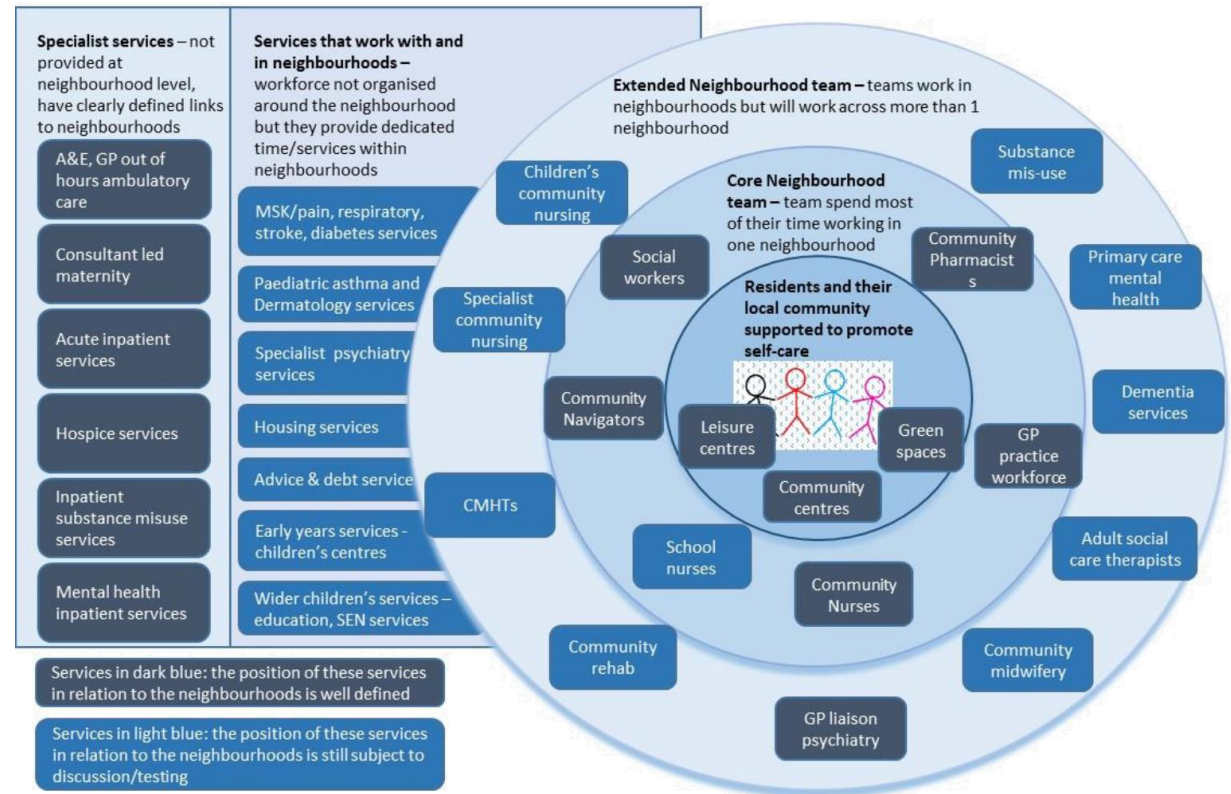 Specialist services – not
provided at
neighbourhood level,
have clearly defined links
to neighbourhoods
A&E, GP out of
hours ambulatory
care
Consultant led
maternity
Acute inpatient
services
Hospice services
Inpatient
substance misuse
services
Mental health
inpatient services
Services that work with and
in neighbourhoods –
workforce not organised
around the neighbourhood
but they provide dedicated
time/services within
neighbourhoods
MSK/pain, respiratory,
stroke, diabetes services
Paediatric asthma and
Dermatology services
Specialist psychiatry
services
Housing services
Advice & debt service
Early years services -
children's centres
Wider children's services –
education, SEN services
Extended Neighbourhood team – teams work in
neighbourhoods but will work across more than 1
neighbourhood
Children's
community
nursing
Substance
mis-use
Specialist
community
nursing
Primary care
mental
health
Dementia
services
CMHTs
Adult social
care therapists
Community
rehab
Community
midwifery
GP liaison
psychiatry
Core Neighbourhood
team – team spend most
of their time working in
one neighbourhood
Social
workers
Community
Pharmacist
s
Community
Navigators
GP
practice
workforce
School
nurses
Community
Nurses
Residents and their
local community
supported to promote
self-care
Leisure
centres
Green
spaces
Community
centres
Services in dark blue: the position of these services
in relation to the neighbourhoods is well defined
Services in light blue: the position of these services
in relation to the neighbourhoods is still subject to
discussion/testing